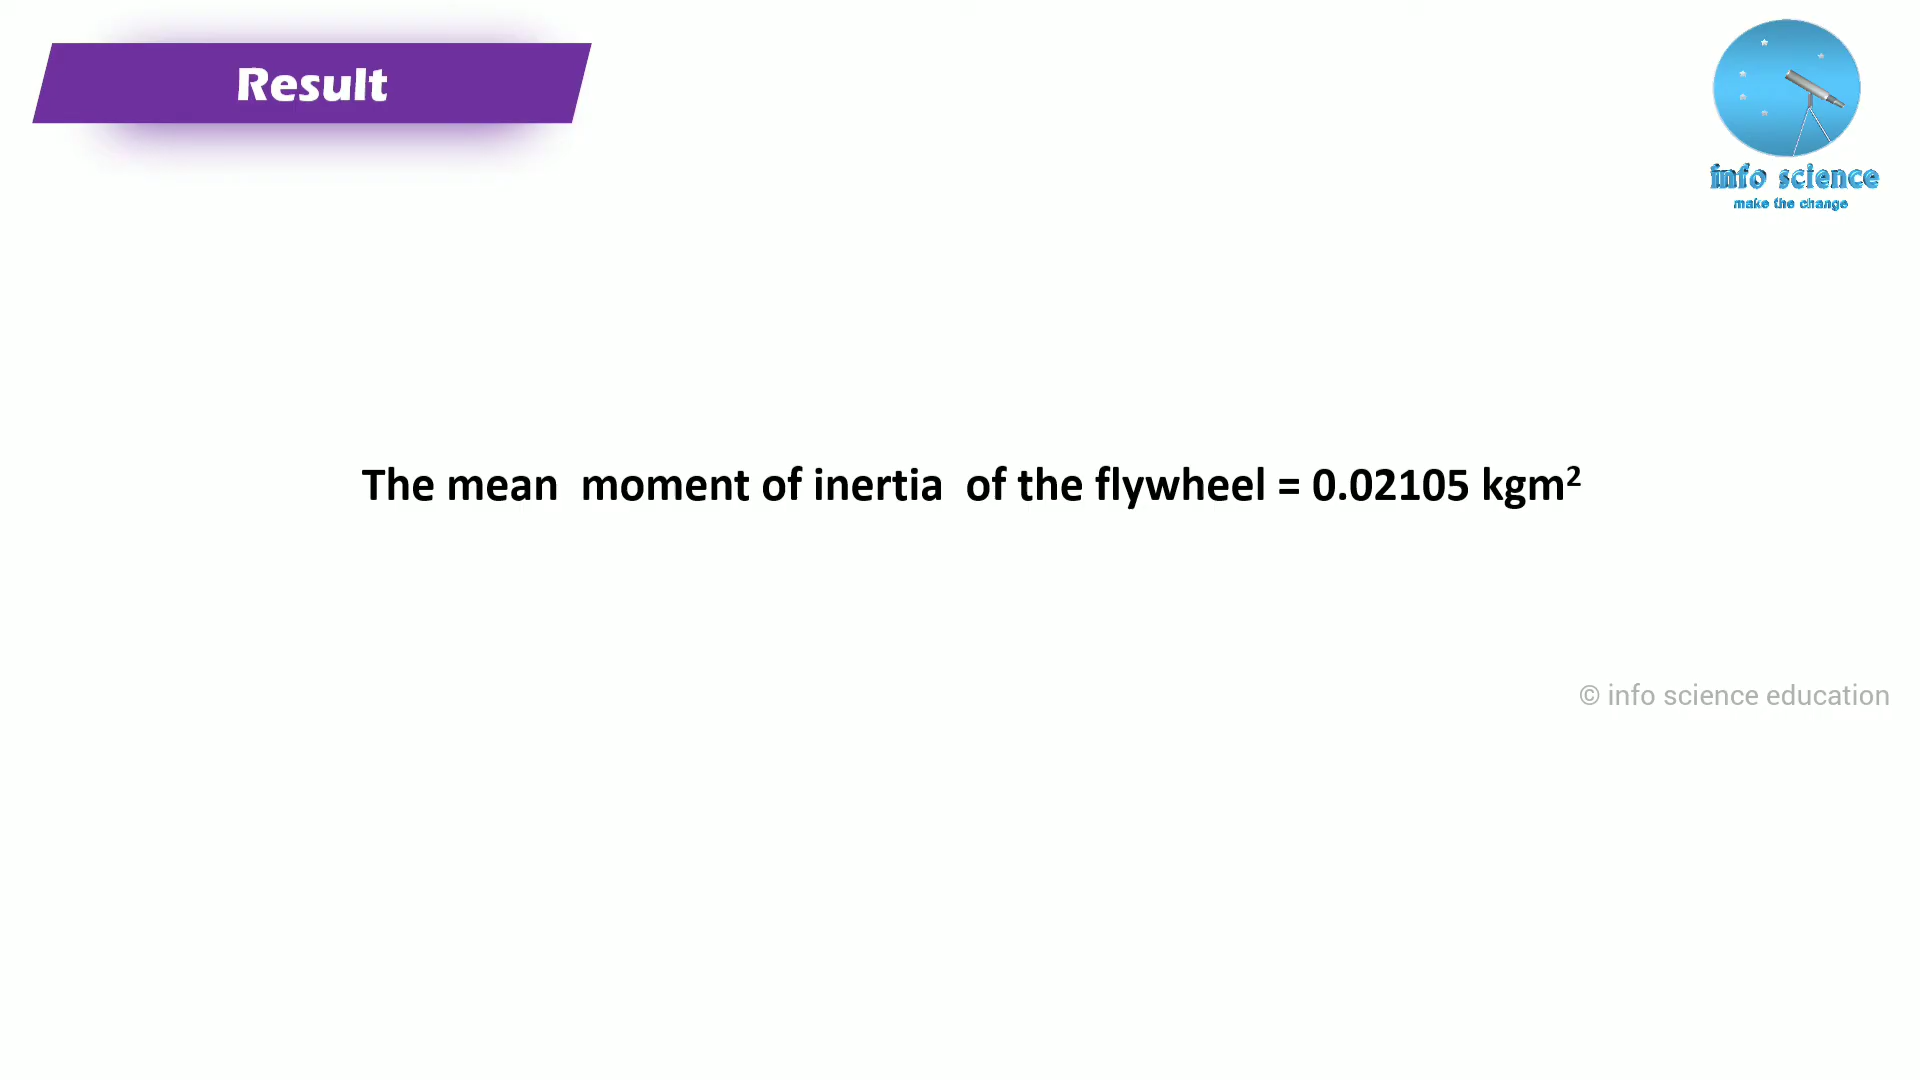 Result
info science
make the change
The mean moment of inertia of the flywheel = 0.02105 kgm²
© info science education